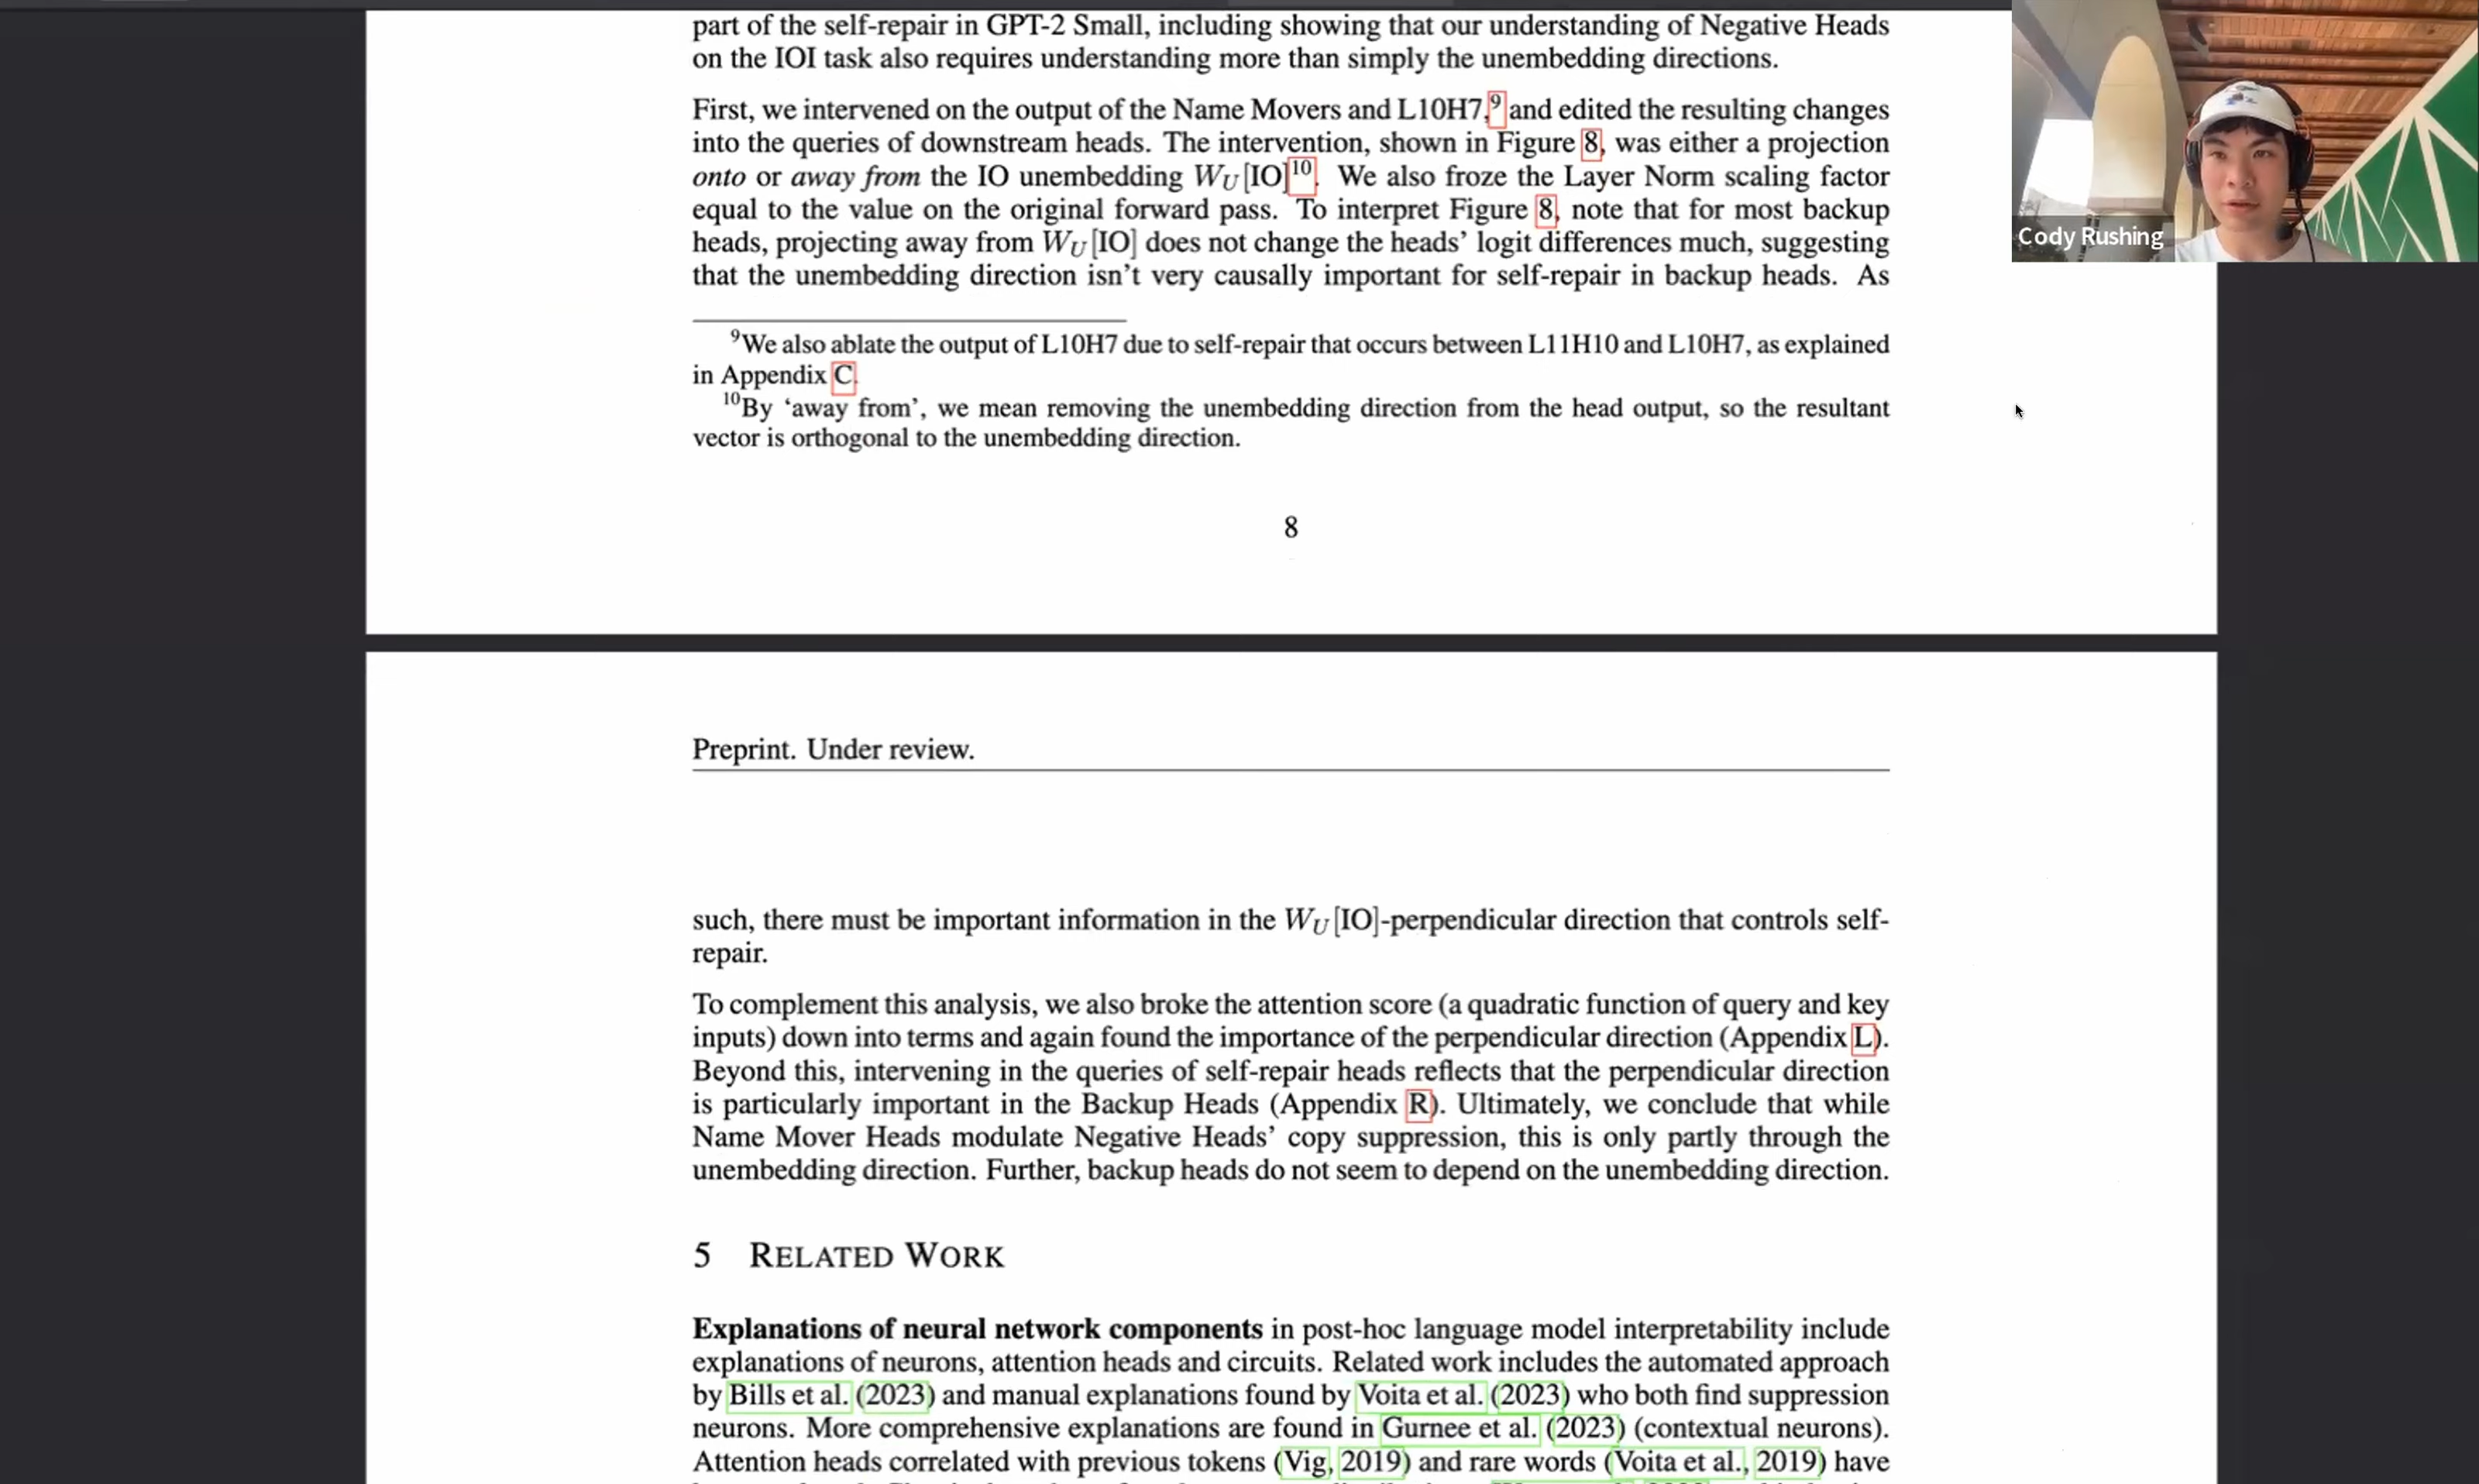 part of the self-repair in GPT-2 Small, including showing that our understanding of Negative Heads
on the IOI task also requires understanding more than simply the unembedding directions.
First, we intervened on the output of the Name Movers and L10H7,9 and edited the resulting changes
into the queries of downstream heads. The intervention, shown in Figure 8, was either a projection
onto or away from the IO unembedding WU[IO]10. We also froze the Layer Norm scaling factor
equal to the value on the original forward pass. To interpret Figure 8, note that for most backup
heads, projecting away from WU[IO] does not change the heads' logit differences much, suggesting
that the unembedding direction isn't very causally important for self-repair in backup heads. As
9We also ablate the output of L10H7 due to self-repair that occurs between L11H10 and L10H7, as explained
in Appendix C.
10By 'away from', we mean removing the unembedding direction from the head output, so the resultant
vector is orthogonal to the unembedding direction.
8
Cody Rushing
Preprint. Under review.
such, there must be important information in the WU[IO]-perpendicular direction that controls self-
repair.
To complement this analysis, we also broke the attention score (a quadratic function of query and key
inputs) down into terms and again found the importance of the perpendicular direction (Appendix L).
Beyond this, intervening in the queries of self-repair heads reflects that the perpendicular direction
is particularly important in the Backup Heads (Appendix R). Ultimately, we conclude that while
Name Mover Heads modulate Negative Heads' copy suppression, this is only partly through the
unembedding direction. Further, backup heads do not seem to depend on the unembedding direction.
5 RELATED WORK
Explanations of neural network components in post-hoc language model interpretability include
explanations of neurons, attention heads and circuits. Related work includes the automated approach
by Bills et al. (2023) and manual explanations found by Voita et al. (2023) who both find suppression
neurons. More comprehensive explanations are found in Gurnee et al. (2023) (contextual neurons).
Attention heads correlated with previous tokens (Vig, 2019) and rare words (Voita et al., 2019) have